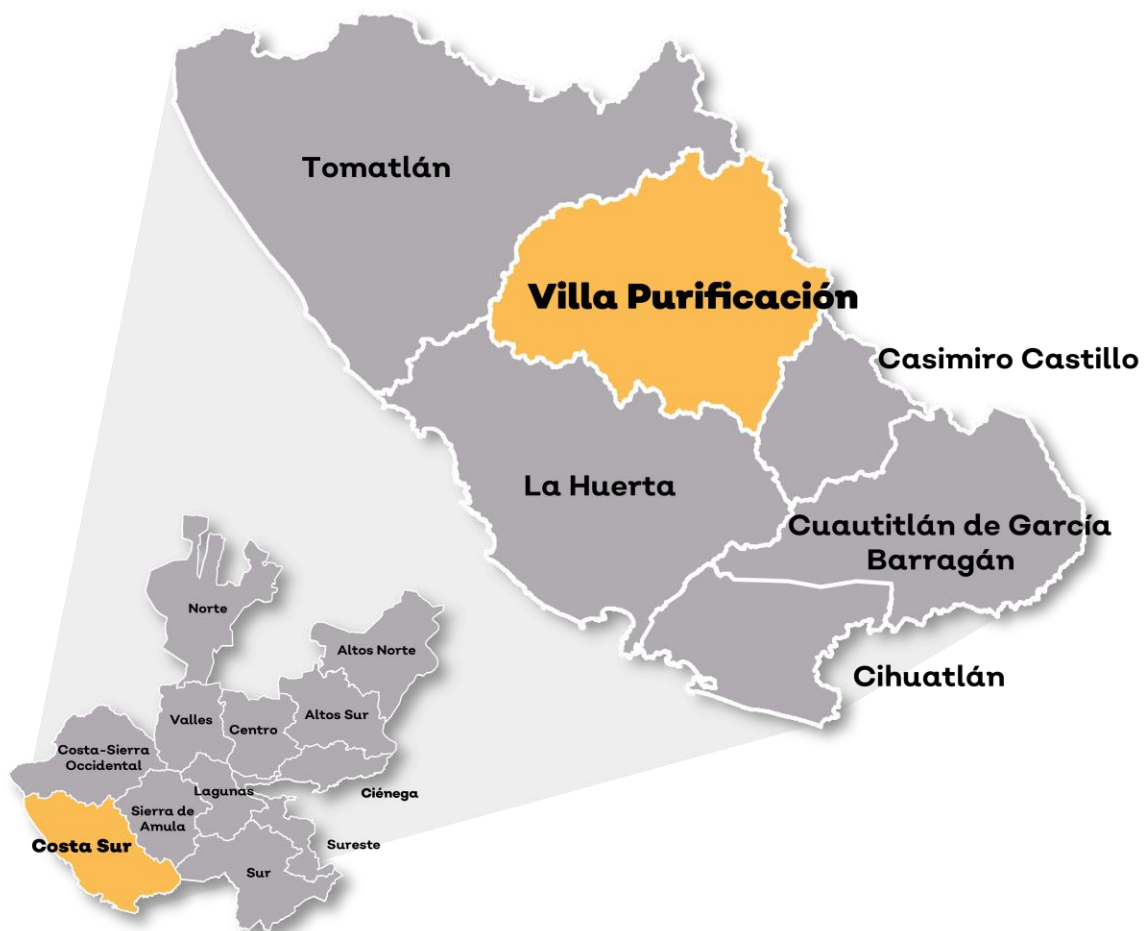 Tomatlán
Villa Purificación
Casimiro Castillo
La Huerta
Cuautitlán de García
Barragán
Cihuatlán
Norte
Altos Norte
Valles
Centro
Altos Sur
Costa-Sierra
Occidental
Lagunas
Ciénega
Sierra de
Amula
Costa Sur
Sureste
Sur